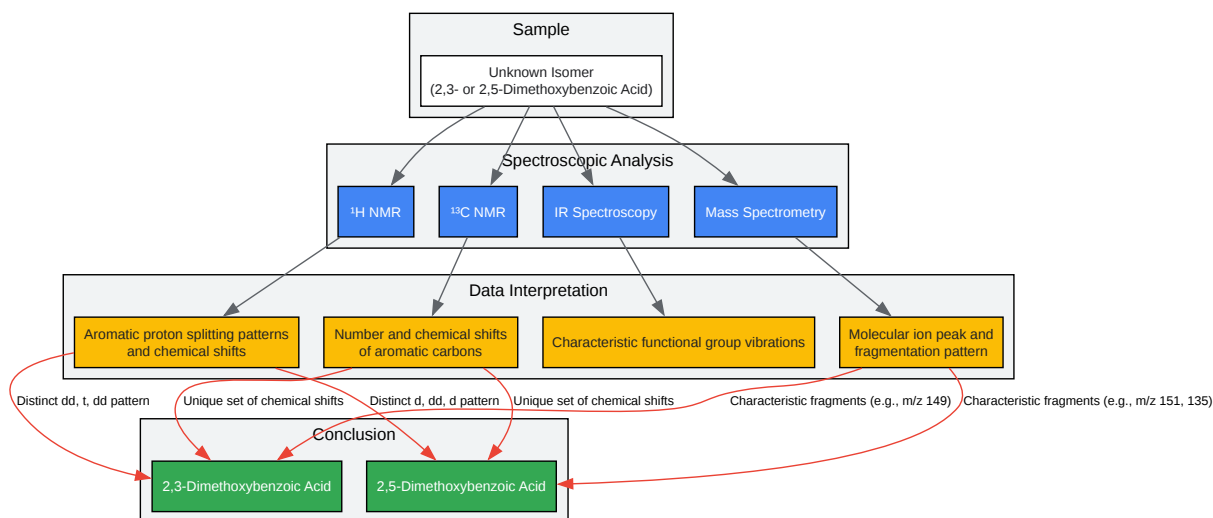 Sample
Unknown Isomer
(2,3- or 2,5-Dimethoxybenzoic Acid)
Spectroscopic Analysis
¹H NMR
¹³C NMR
IR Spectroscopy
Mass Spectrometry
Data Interpretation
Aromatic proton splitting patterns
and chemical shifts
Number and chemical shifts
of aromatic carbons
Characteristic functional group vibrations
Molecular ion peak and
fragmentation pattern
Distinct dd, t, dd pattern
Unique set of chemical shifts
Distinct d, dd, d pattern
Unique set of chemical shifts
Characteristic fragments (e.g., m/z 149)
Characteristic fragments (e.g., m/z 151, 135)
Conclusion
2,3-Dimethoxybenzoic Acid
2,5-Dimethoxybenzoic Acid